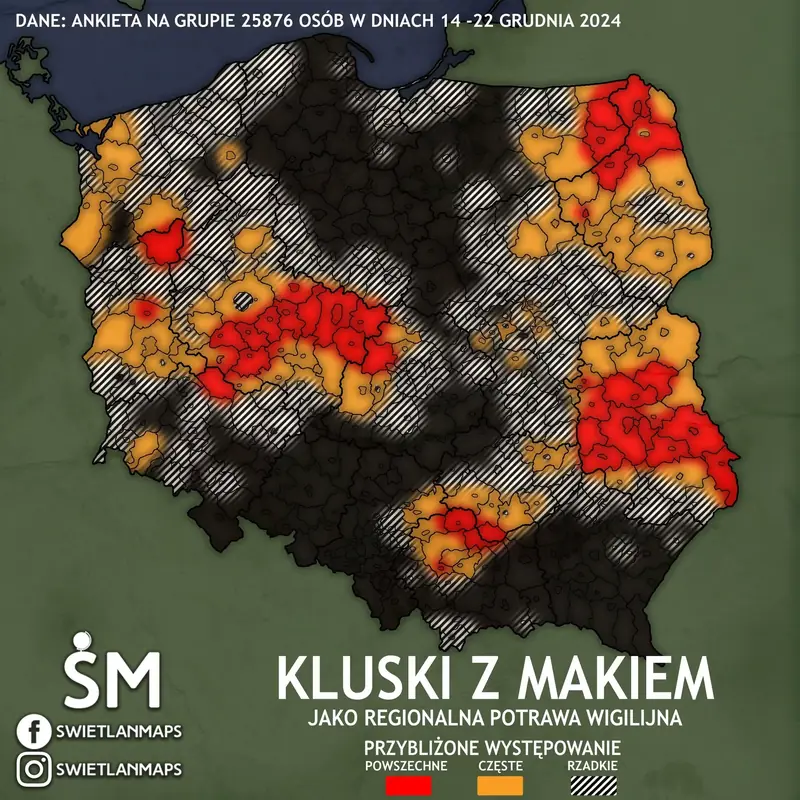 DANE: ANKIETA NA GRUPIE 25876 OSÓB W DNIACH 14 -22 GRUDNIA 2024
ŚM
SWIETLANMAPS
SWIETLANMAPS
KLUSKI Z MAKIEM
JAKO REGIONALNA POTRAWA WIGILIJNA
PRZYBLIŻONE WYSTĘPOWANIE
POWSZECHNE CZĘSTE RZADKIE